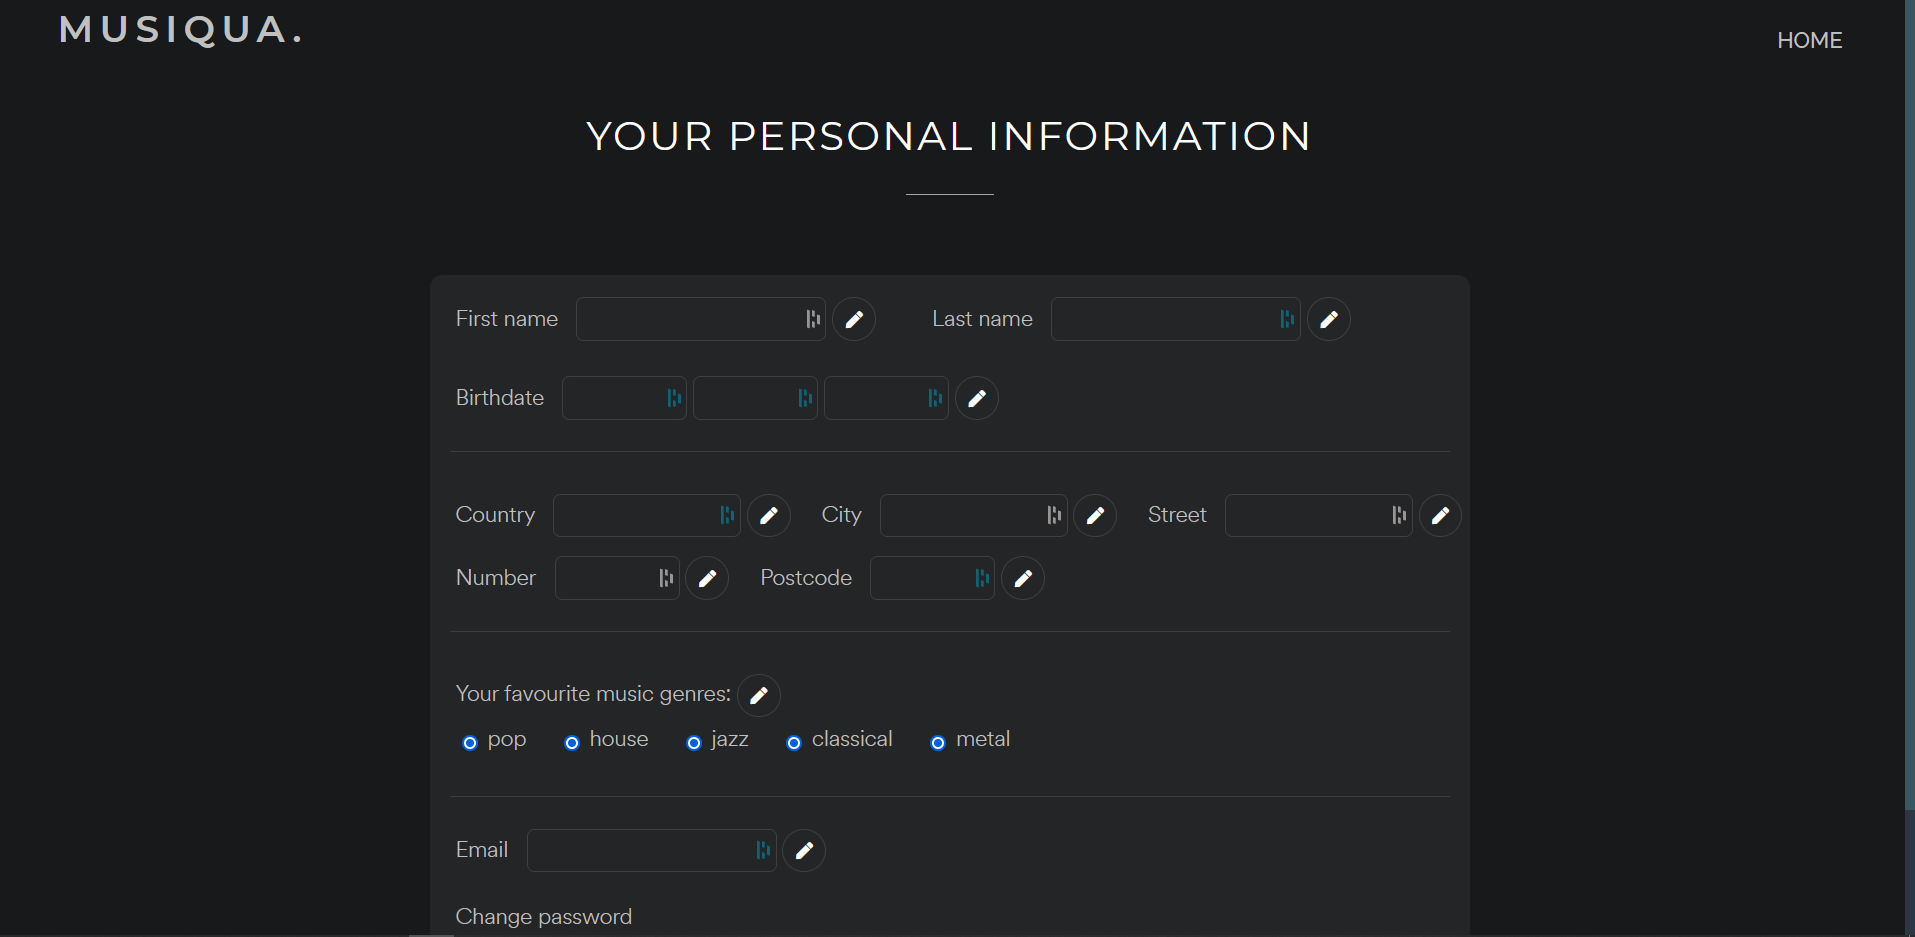 MUSIQUA.
HOME
YOUR PERSONAL INFORMATION
First name
Last name
Birthdate
Country
City
Street
Number
Postcode
Your favourite music genres:
pop
house
jazz
classical
metal
Email
Change password